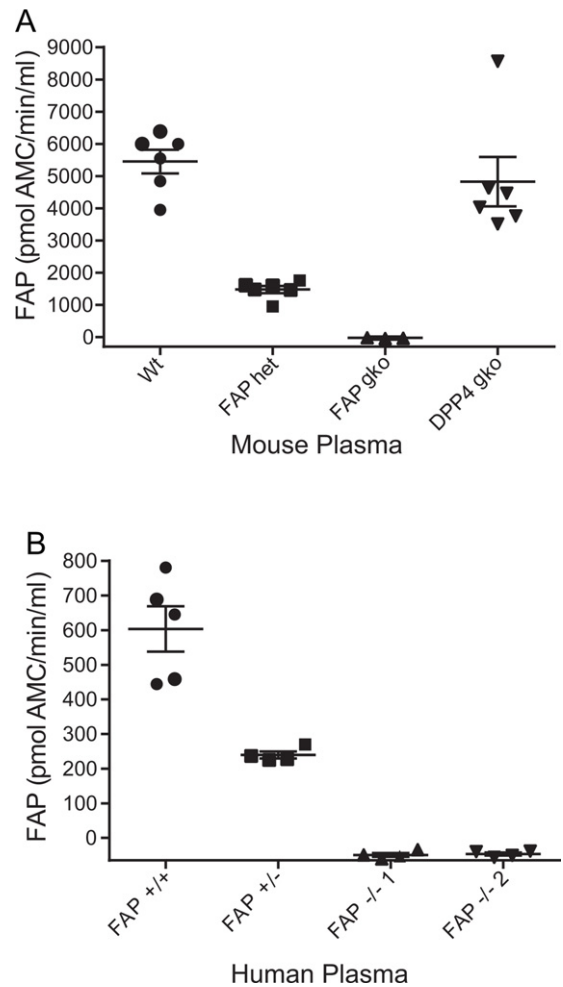 A
FAP (pmol AMC/min/ml)
9000
8000
7000
6000
5000
4000
3000
2000
1000
0
Wt
FAP het
FAP gko
DPP4 gko
Mouse Plasma
B
FAP (pmol AMC/min/ml)
800
700
600
500
400
300
200
100
0
FAP +/+
FAP +/-
FAP -/- 1
FAP -/- 2
Human Plasma